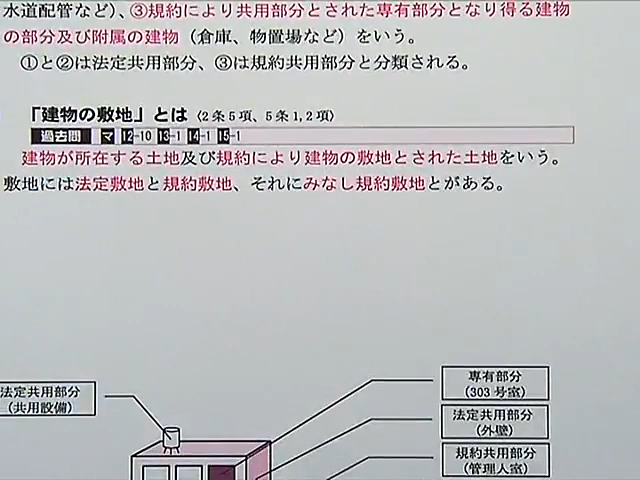 水道配管など）、③規約により共用部分とされた専有部分となり得る建物
の部分及び附属の建物（倉庫、物置場など）をいう。
①と②は法定共用部分、③は規約共用部分と分類される。
「建物の敷地」とは〈2条5項、5条1,2項〉
過去問 マ 12-10 13-1 14-1 15-1
建物が所在する土地及び規約により建物の敷地とされた土地をいう。
敷地には法定敷地と規約敷地、それにみなし規約敷地とがある。
法定共用部分
（共用設備）
専有部分
（303号室）
法定共用部分
（外壁）
規約共用部分
（管理人室）